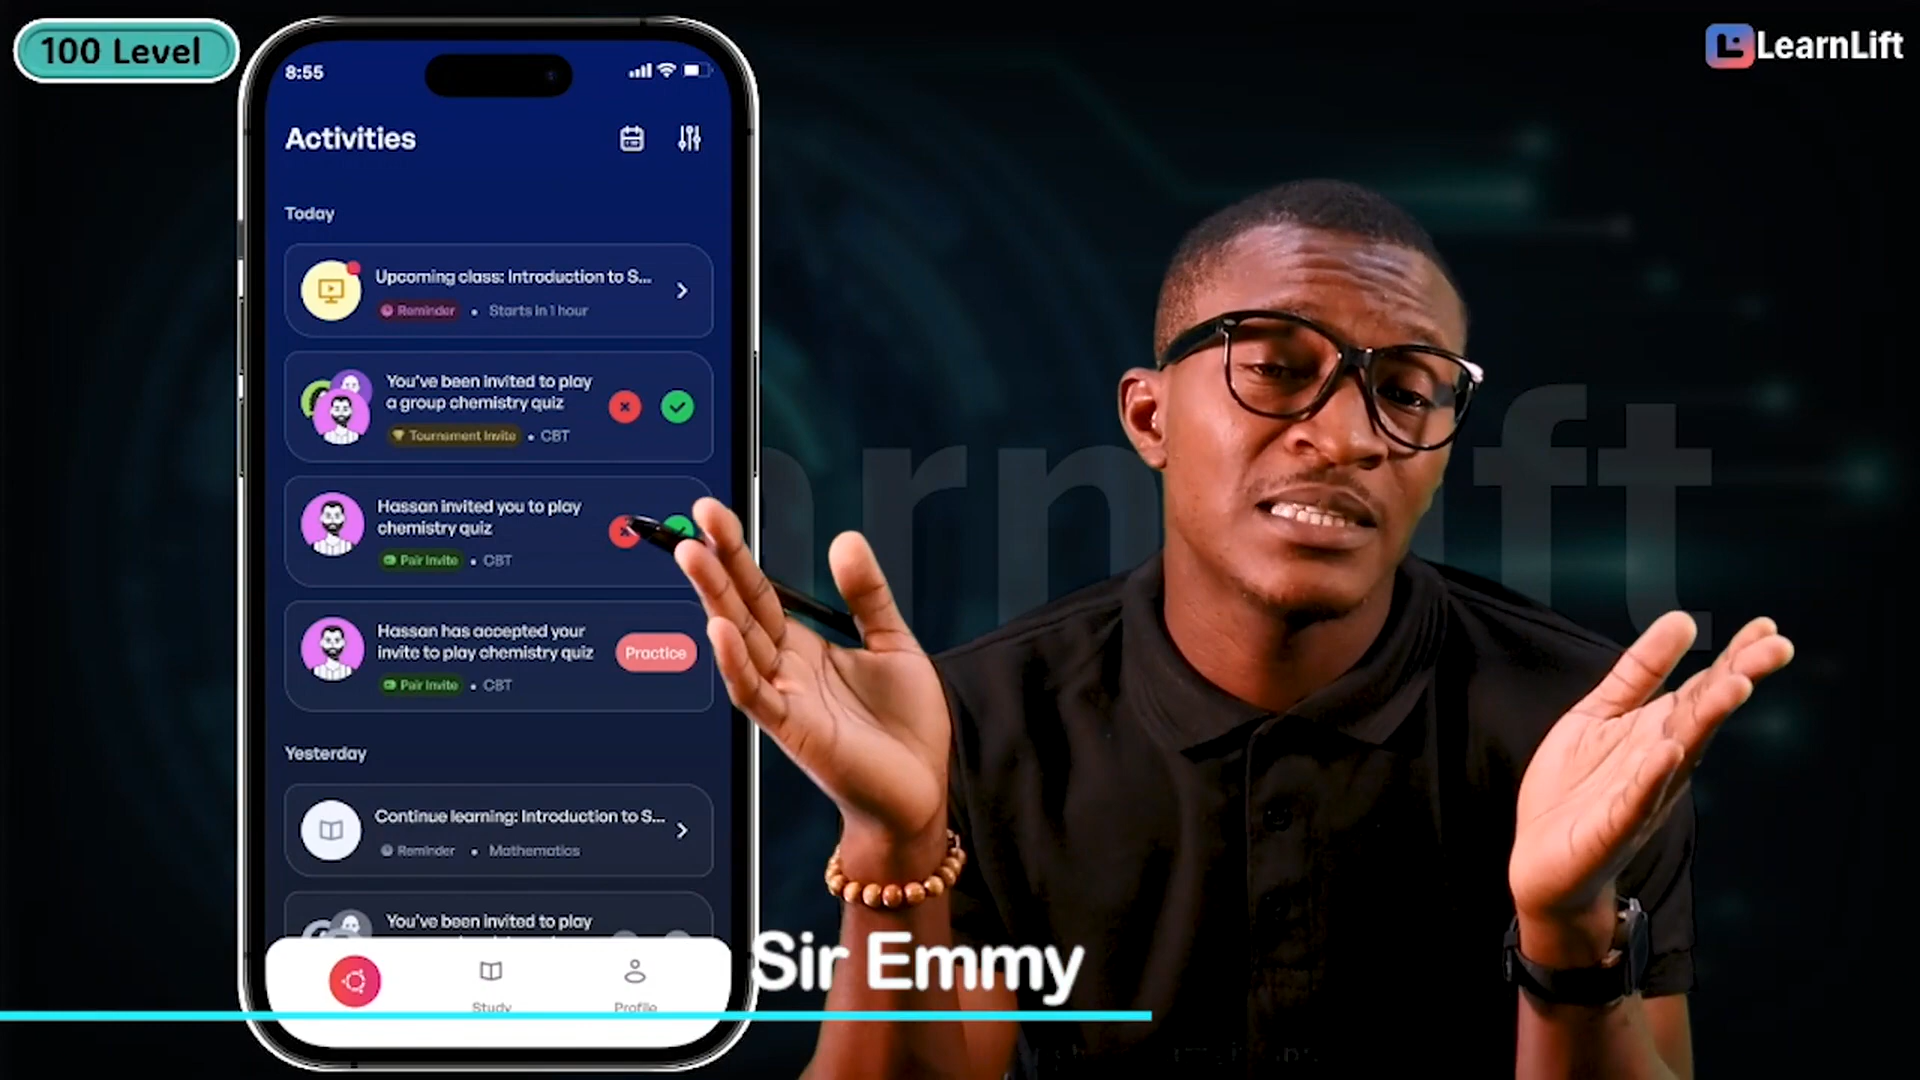 100 Level
LearnLift
8:55
Activities
Today
Upcoming class: Introduction to S...
Reminder • Starts in 1 hour
You've been invited to play
a group chemistry quiz
Tournament Invite • CBT
Hassan invited you to play
chemistry quiz
Pair Invite • CBT
Hassan has accepted your
invite to play chemistry quiz
Practice
Pair Invite • CBT
Yesterday
Continue learning: Introduction to S...
Reminder • Mathematics
You've been invited to play
Study
Profile
Sir Emmy